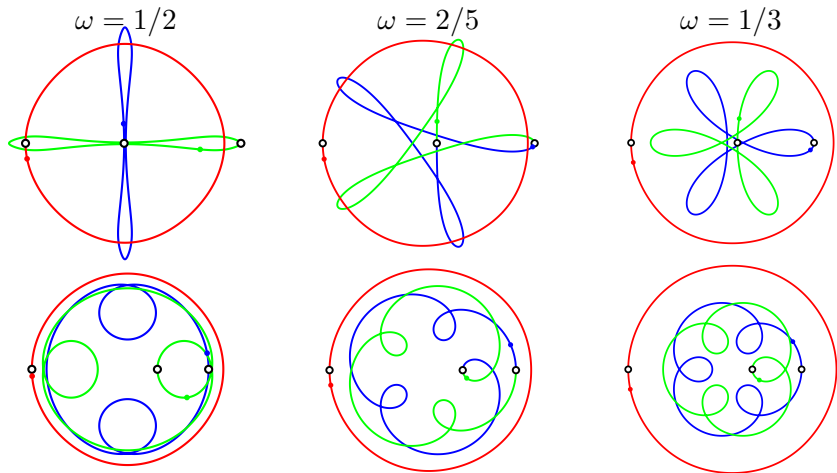 ω = 1/2
ω = 2/5
ω = 1/3